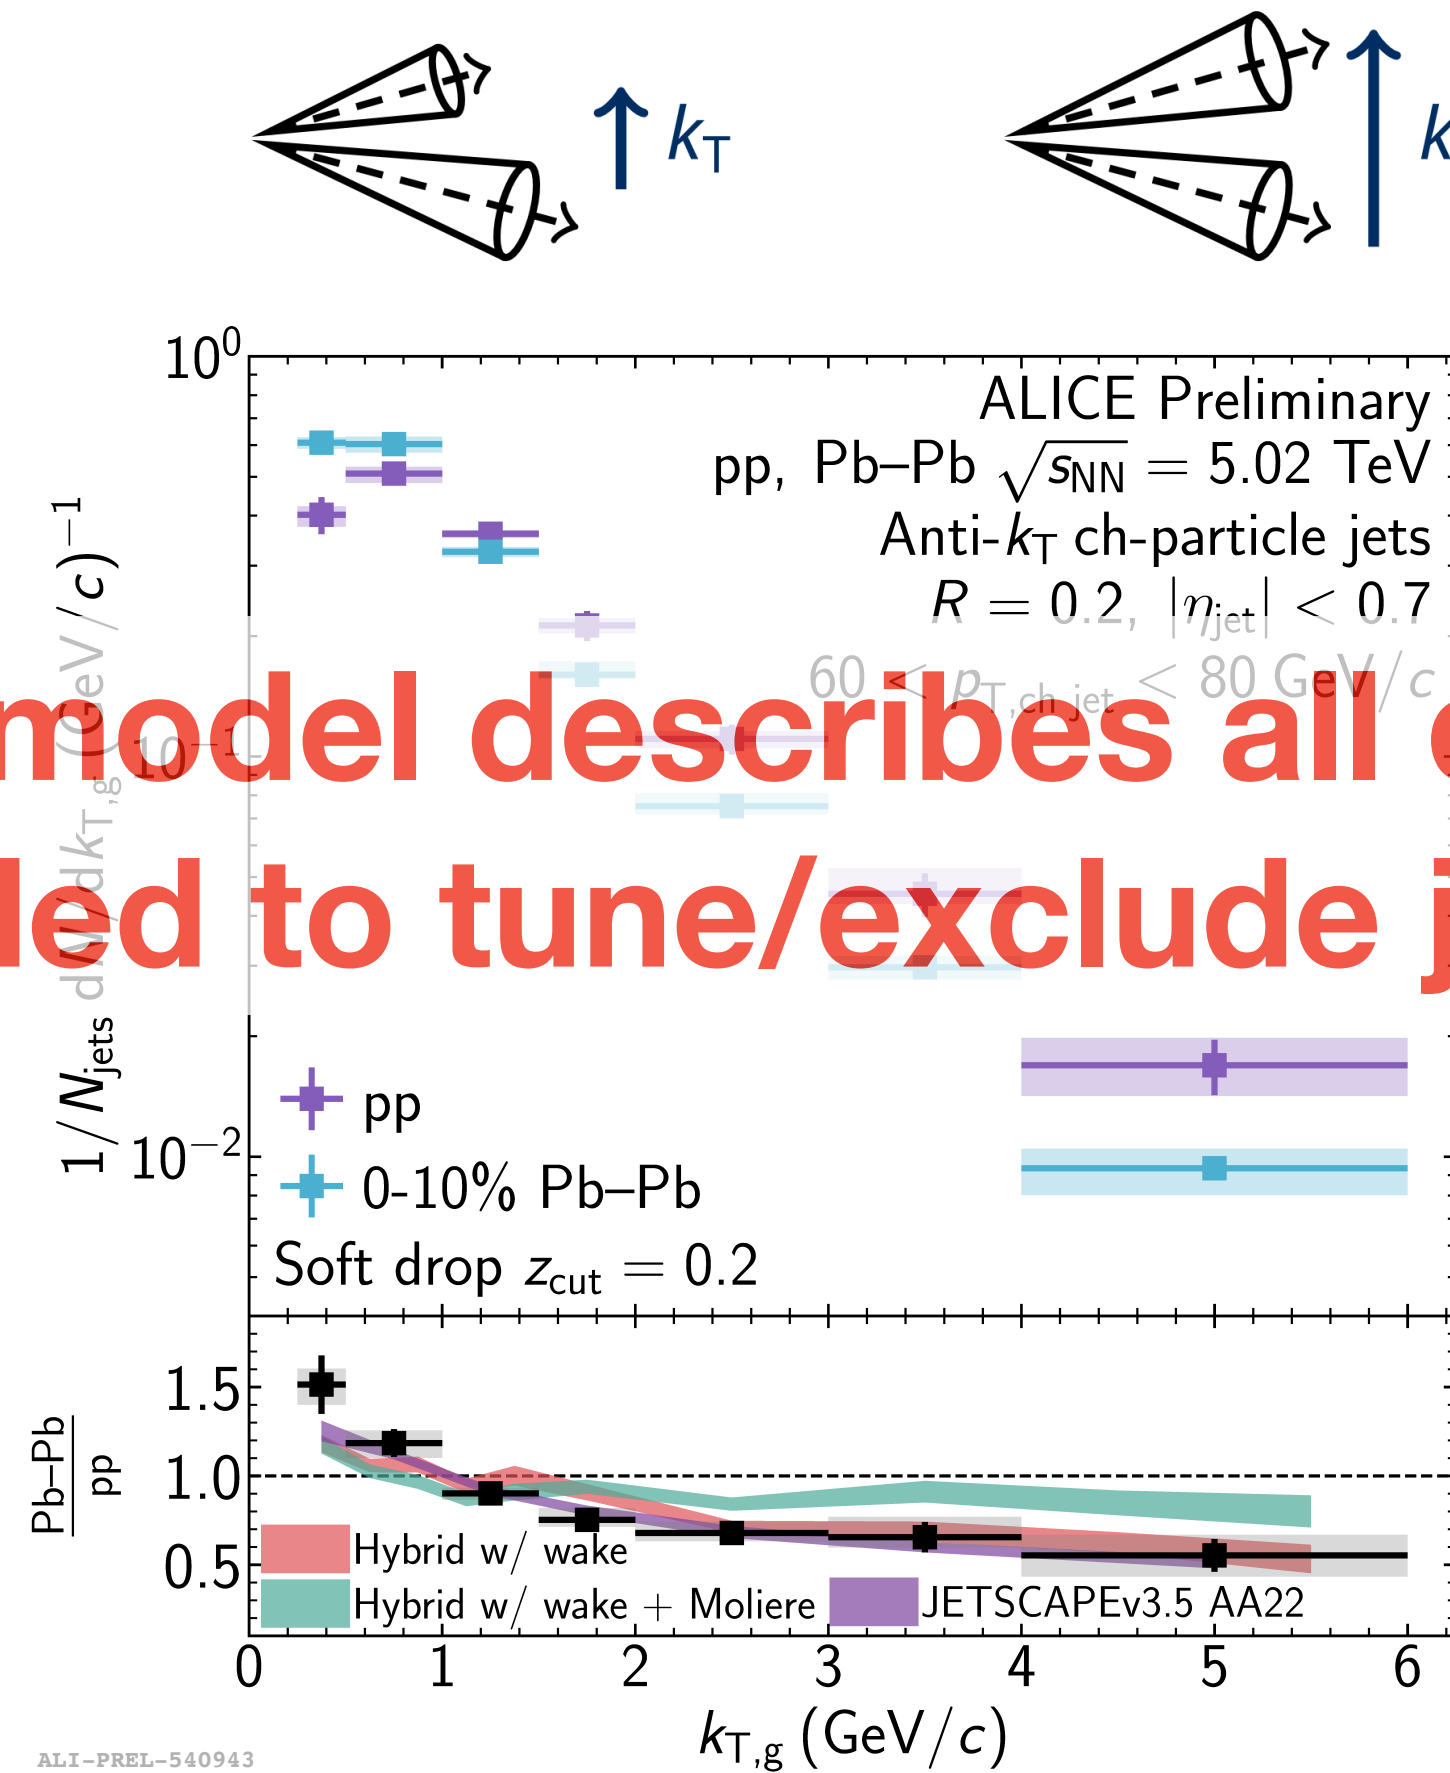 k_T
k
10^0
ALICE Preliminary
pp, Pb–Pb √s_NN = 5.02 TeV
Anti-k_T ch-particle jets
R = 0.2, |η_jet| < 0.7
60 < p_T,ch jet < 80 GeV/c
model describes all
10^−1
to tune/exclude
1/N_jets dN/dk_T,g (GeV/c)^−1
pp
10^−2
0-10% Pb–Pb
Soft drop z_cut = 0.2
Pb–Pb
pp
1.5
1.0
0.5
Hybrid w/ wake
Hybrid w/ wake + Moliere
JETSCAPEv3.5 AA22
0 1 2 3 4 5 6
k_T,g (GeV/c)
ALI-PREL-540943